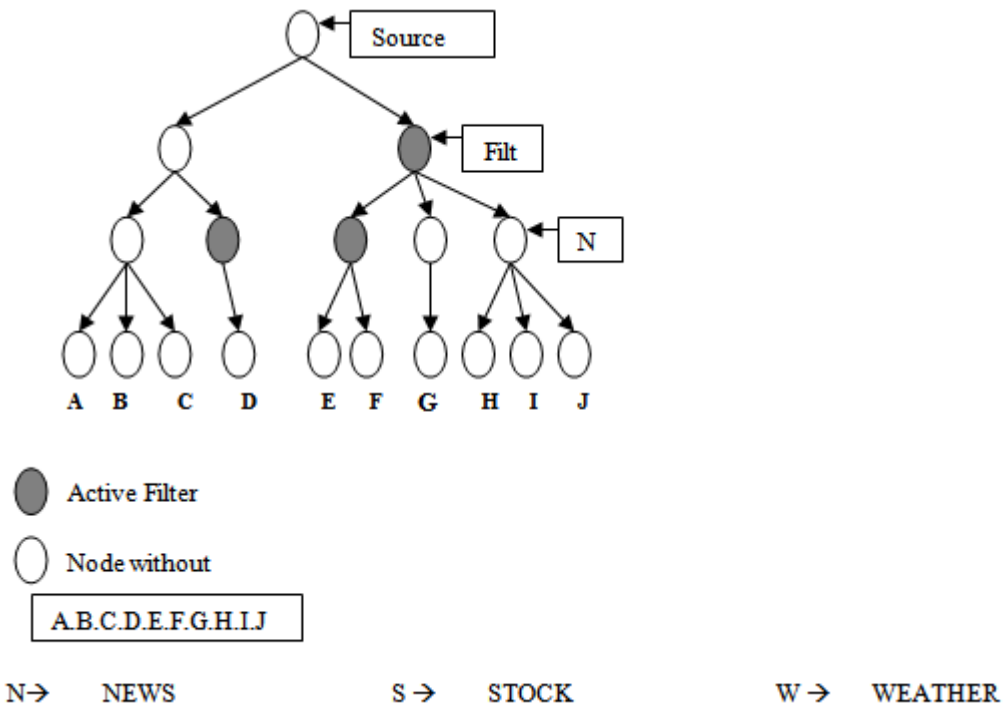 Source
Filt
N
A B C D E F G H I J
Active Filter
Node without
A.B.C.D.E.F.G.H.I.J
N→ NEWS S → STOCK W → WEATHER